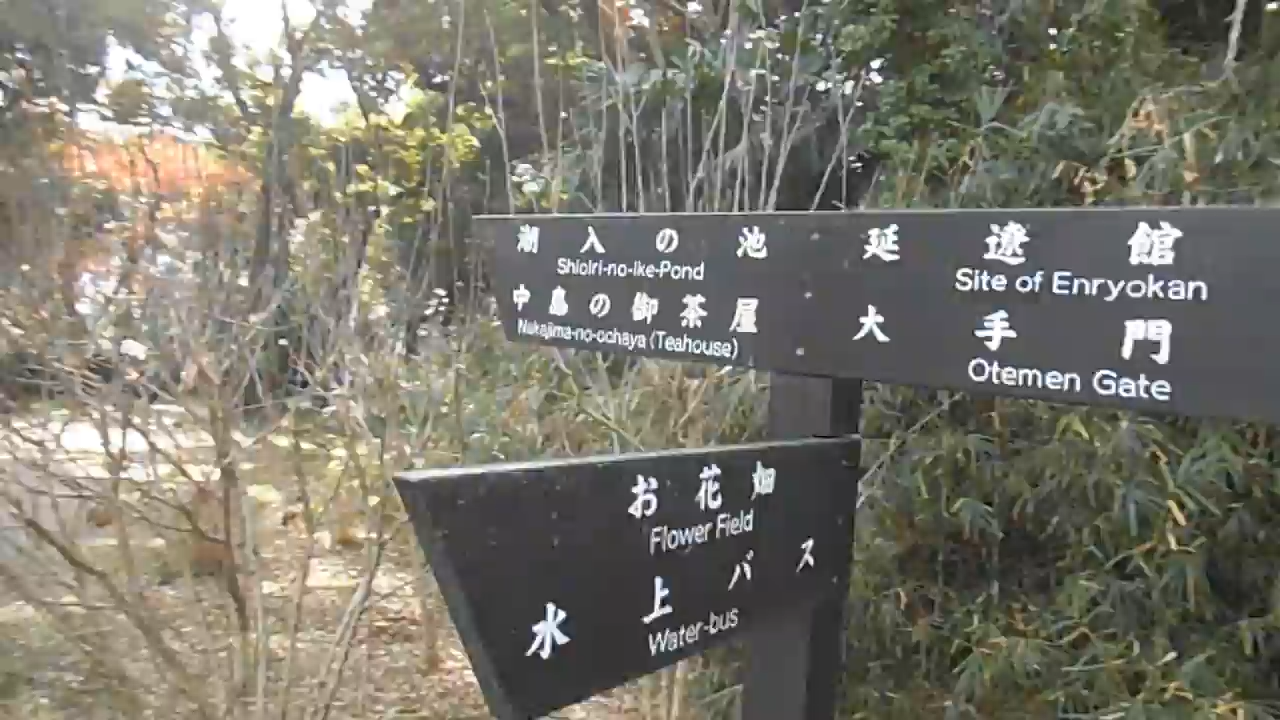 潮入の池
Shioiri-no-ike-Pond
中島の御茶屋
Nakajima-no-ochaya (Teahouse)
延遼館
Site of Enryokan
大手門
Otemen Gate
お花畑
Flower Field
水上バス
Water-bus